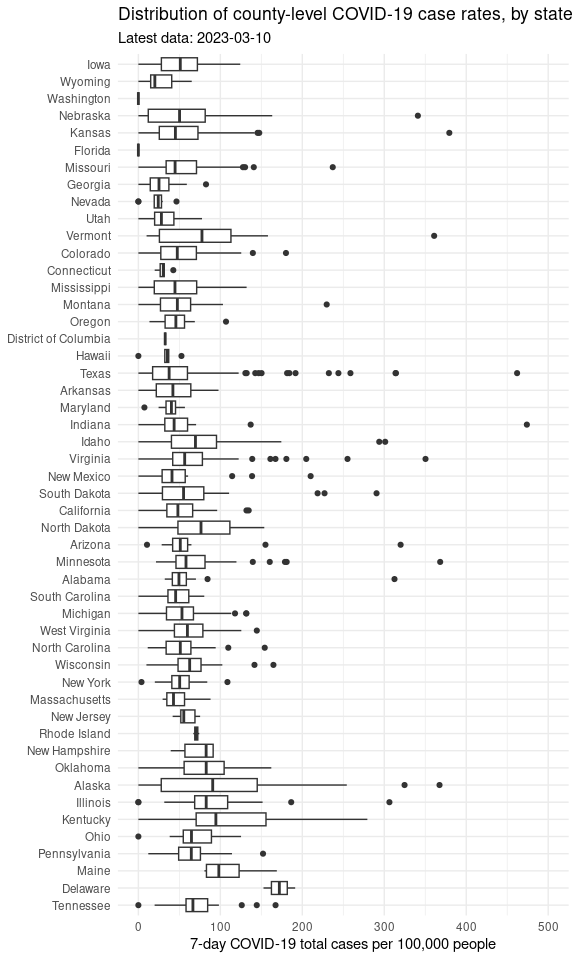 Distribution of county-level COVID-19 case rates, by state
Latest data: 2023-03-10
Iowa
Wyoming
Washington
Nebraska
Kansas
Florida
Missouri
Georgia
Nevada
Utah
Vermont
Colorado
Connecticut
Mississippi
Montana
Oregon
District of Columbia
Hawaii
Texas
Arkansas
Maryland
Indiana
Idaho
Virginia
New Mexico
South Dakota
California
North Dakota
Arizona
Minnesota
Alabama
South Carolina
Michigan
West Virginia
North Carolina
Wisconsin
New York
Massachusetts
New Jersey
Rhode Island
New Hampshire
Oklahoma
Alaska
Illinois
Kentucky
Ohio
Pennsylvania
Maine
Delaware
Tennessee
0 100 200 300 400 500
7-day COVID-19 total cases per 100,000 people